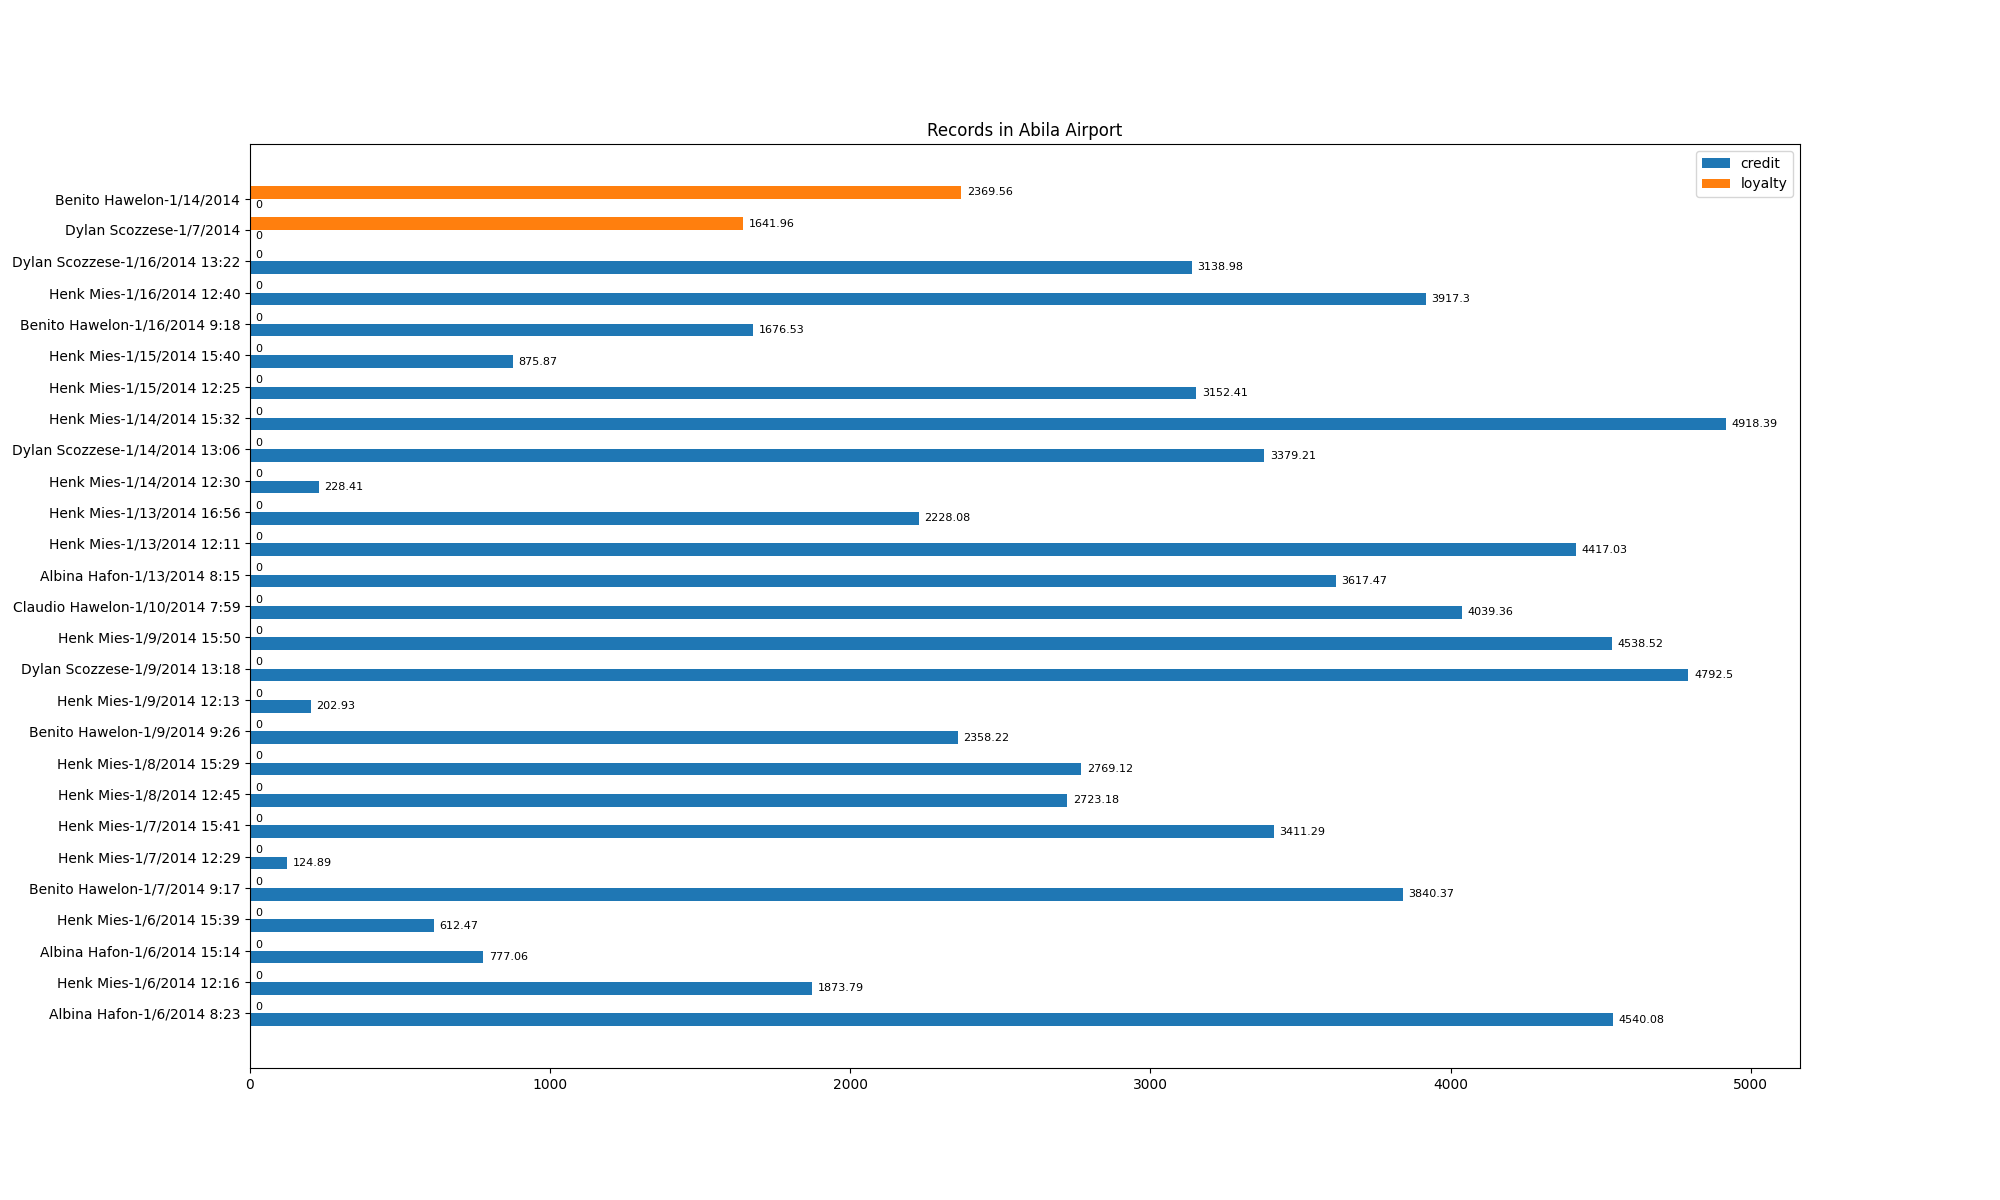 Records in Abila Airport
credit
loyalty
Benito Hawelon-1/14/2014 2369.56
0
Dylan Scozzese-1/7/2014 1641.96
0
0
Dylan Scozzese-1/16/2014 13:22 3138.98
0
Henk Mies-1/16/2014 12:40 3917.3
0
Benito Hawelon-1/16/2014 9:18 1676.53
0
Henk Mies-1/15/2014 15:40 875.87
0
Henk Mies-1/15/2014 12:25 3152.41
0
Henk Mies-1/14/2014 15:32 4918.39
0
Dylan Scozzese-1/14/2014 13:06 3379.21
0
Henk Mies-1/14/2014 12:30 228.41
0
Henk Mies-1/13/2014 16:56 2228.08
0
Henk Mies-1/13/2014 12:11 4417.03
0
Albina Hafon-1/13/2014 8:15 3617.47
0
Claudio Hawelon-1/10/2014 7:59 4039.36
0
Henk Mies-1/9/2014 15:50 4538.52
0
Dylan Scozzese-1/9/2014 13:18 4792.5
0
Henk Mies-1/9/2014 12:13 202.93
0
Benito Hawelon-1/9/2014 9:26 2358.22
0
Henk Mies-1/8/2014 15:29 2769.12
0
Henk Mies-1/8/2014 12:45 2723.18
0
Henk Mies-1/7/2014 15:41 3411.29
0
Henk Mies-1/7/2014 12:29 124.89
0
Benito Hawelon-1/7/2014 9:17 3840.37
0
Henk Mies-1/6/2014 15:39 612.47
0
Albina Hafon-1/6/2014 15:14 777.06
0
Henk Mies-1/6/2014 12:16 1873.79
0
Albina Hafon-1/6/2014 8:23 4540.08
0 1000 2000 3000 4000 5000